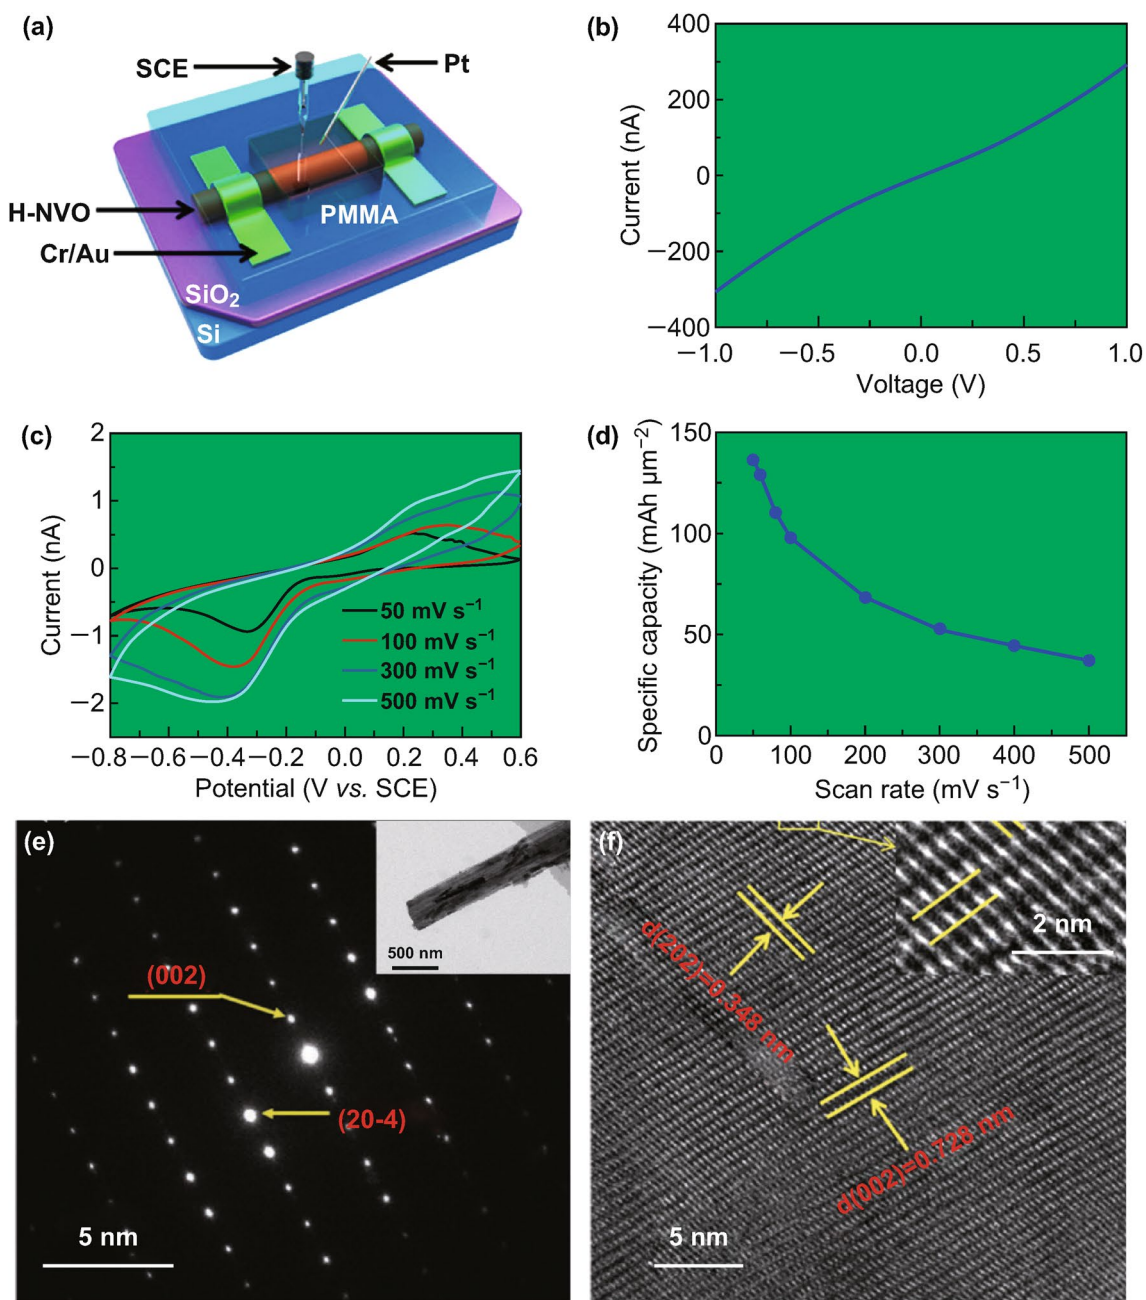 (a)
SCE
Pt
H-NVO
PMMA
Cr/Au
SiO₂
Si
(b)
400
200
0
−200
−400
Current (nA)
−1.0
−0.5
0.0
0.5
1.0
Voltage (V)
(c)
2
1
0
−1
−2
Current (nA)
50 mV s⁻¹
100 mV s⁻¹
300 mV s⁻¹
500 mV s⁻¹
−0.8
−0.6
−0.4
−0.2
0.0
0.2
0.4
0.6
Potential (V vs. SCE)
(d)
150
100
50
0
Specific capacity (mAh μm⁻²)
0
100
200
300
400
500
Scan rate (mV s⁻¹)
(e)
500 nm
(002)
(20-4)
5 nm
(f)
2 nm
d(202)=0.348 nm
d(002)=0.728 nm
5 nm